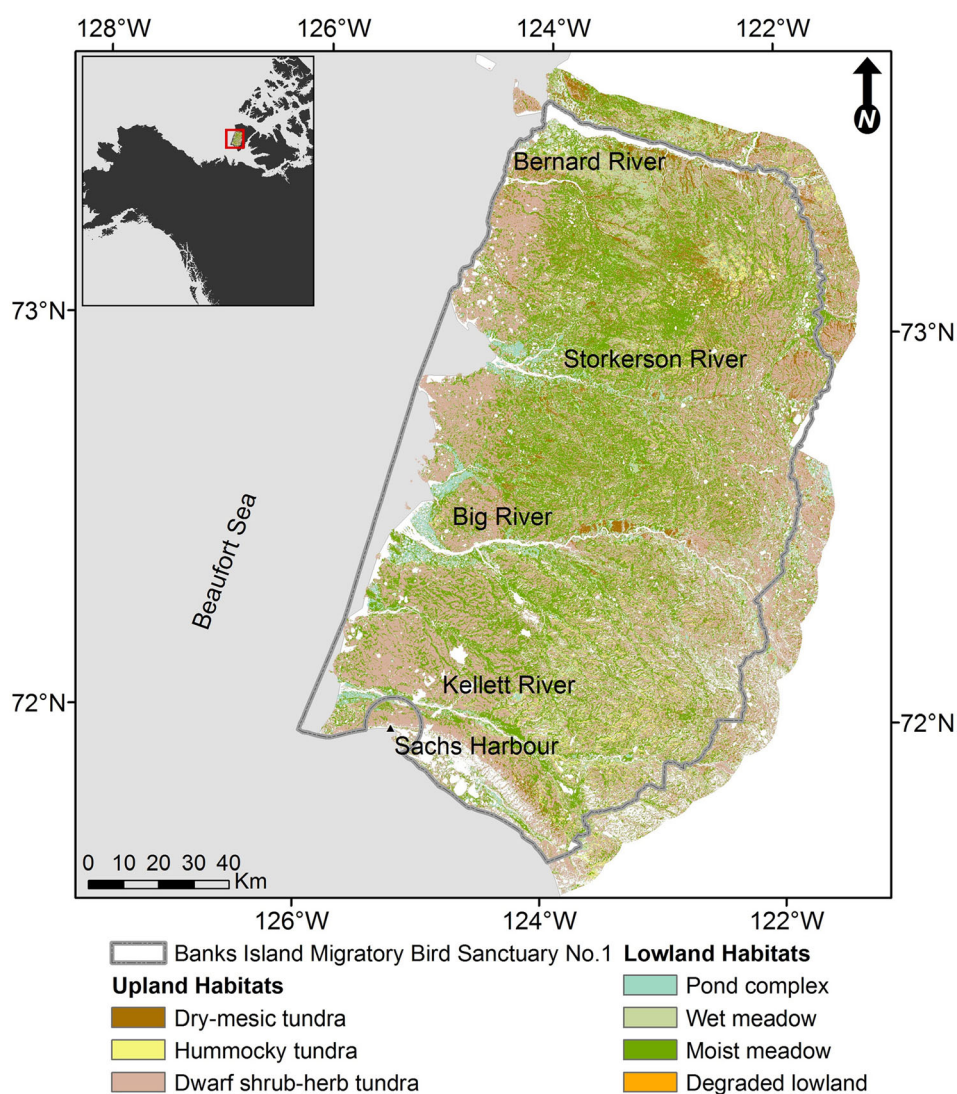 128°W 126°W 124°W 122°W
N
Bernard River
73°N 73°N
Storkerson River
Big River
Beaufort Sea
Kellett River
72°N 72°N
Sachs Harbour
0 10 20 30 40
Km
126°W 124°W 122°W
Banks Island Migratory Bird Sanctuary No.1
Upland Habitats
Dry-mesic tundra
Hummocky tundra
Dwarf shrub-herb tundra
Lowland Habitats
Pond complex
Wet meadow
Moist meadow
Degraded lowland